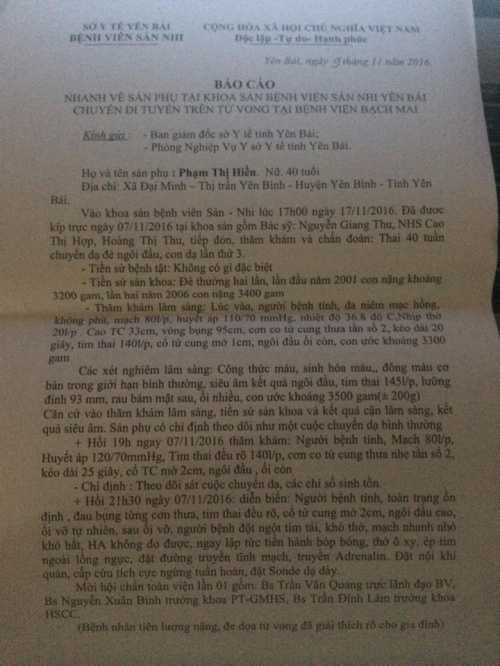 SỞ Y TẾ YÊN BÁI
BỆNH VIỆN SẢN NHI
CỘNG HÒA XÃ HỘI CHỦ NGHĨA VIỆT NAM
Độc lập -Tự do- Hạnh phúc
Yên Bái, ngày 9 tháng 11 năm 2016
BÁO CÁO
NHANH VỀ SẢN PHỤ TẠI KHOA SẢN BỆNH VIỆN SẢN NHI YÊN BÁI
CHUYỂN ĐI TUYẾN TRÊN TỬ VONG TẠI BỆNH VIỆN BẠCH MAI
Kính gửi : - Ban giám đốc sở Y tế tỉnh Yên Bái;
- Phòng Nghiệp Vụ Y sở Y tế tỉnh Yên Bái.
Họ và tên sản phụ : Phạm Thị Hiền. Nữ. 40 tuổi
Địa chỉ: Xã Đại Minh – Thị trấn Yên Bình - Huyện Yên Bình - Tỉnh Yên
Bái.
Vào khoa sản bệnh viện Sản - Nhi lúc 17h00 ngày 17/11/2016. Đã được
kíp trực ngày 07/11/2016 tại khoa sản gồm Bác sỹ: Nguyễn Giang Thu, NHS Cao
Thị Hợp, Hoàng Thị Thu, tiếp đón, thăm khám và chẩn đoán: Thai 40 tuần
chuyển dạ đẻ ngôi đầu, con dạ lần thứ 3.
- Tiền sử bệnh tật: Không có gì đặc biệt
- Tiền sử sản khoa: Đẻ thường hai lần, lần đầu năm 2001 con nặng khoảng
3200 gam, lần hai năm 2006 con nặng 3400 gam
- Thăm khám lâm sàng: Lúc vào, người bệnh tỉnh, da niêm mạc hồng,
không phù, mạch 80l/p, huyết áp 110/70 mmHg, nhiệt độ 36.8 độ C,Nhịp thở
20l/p . Cao TC 33cm, vòng bụng 95cm, cơn co tử cung thưa tần số 2, kéo dài 20
giây, tim thai 140l/p, cổ tử cung mở 1cm, ngôi đầu ối còn, con ước khoảng 3300
gam
Các xét nghiệm lâm sàng: Công thức máu, sinh hóa máu,, đông máu cơ
bản trong giới hạn bình thường, siêu âm kết quả ngôi đầu, tim thai 145l/p, lưỡng
đỉnh 93 mm, rau bám mặt sau, ối nhiều, con ước khoảng 3500 gam(± 200g)
Căn cứ vào thăm khám lâm sàng, tiền sử sản khoa và kết quả cận lâm sàng, kết
quả siêu âm. Sản phụ có chỉ định theo dõi như một cuộc chuyển dạ bình thường
+ Hồi 19h ngày 07/11/2016 thăm khám: Người bệnh tỉnh, Mạch 80l/p,
Huyết áp 120/70mmHg, Tim thai đều rõ 140l/p, cơn co tử cung thưa nhẹ tần số 2,
kéo dài 25 giây, cổ TC mở 2cm, ngôi đầu , ối còn
- Chỉ định : Theo dõi sát cuộc chuyển dạ, các chỉ số sinh tồn.
+ Hồi 21h30 ngày 07/11/2016: diễn biến: Người bệnh tỉnh, toàn trạng ổn
định , đau bụng từng cơn thưa, tim thai đều rõ, cổ tử cung mở 2cm, ngôi đầu cao,
ối vỡ tự nhiên, sau ối vỡ, người bệnh đột ngột tím tái, khó thở, mạch nhanh nhỏ
khó bắt, HA không đo được, ngay lập tức tiến hành bóp bóng, thở ô xy, ép tim
ngoài lồng ngực, đặt đường truyền tĩnh mạch, truyền Adrenalin. Đặt nội khí
quản, cấp cứu tích cực ngừng tuần hoàn, đặt Sonde dạ dày.
Mời hội chẩn toàn viện lần 01 gồm: Bs Trần Văn Quang trực lãnh đạo BV,
Bs Nguyễn Xuân Bình trưởng khoa PT-GMHS, Bs Trần Đình Lâm trưởng khoa
HSCC.
(Bệnh nhân tiên lượng nặng, đe dọa tử vong đã giải thích rõ cho gia đình)